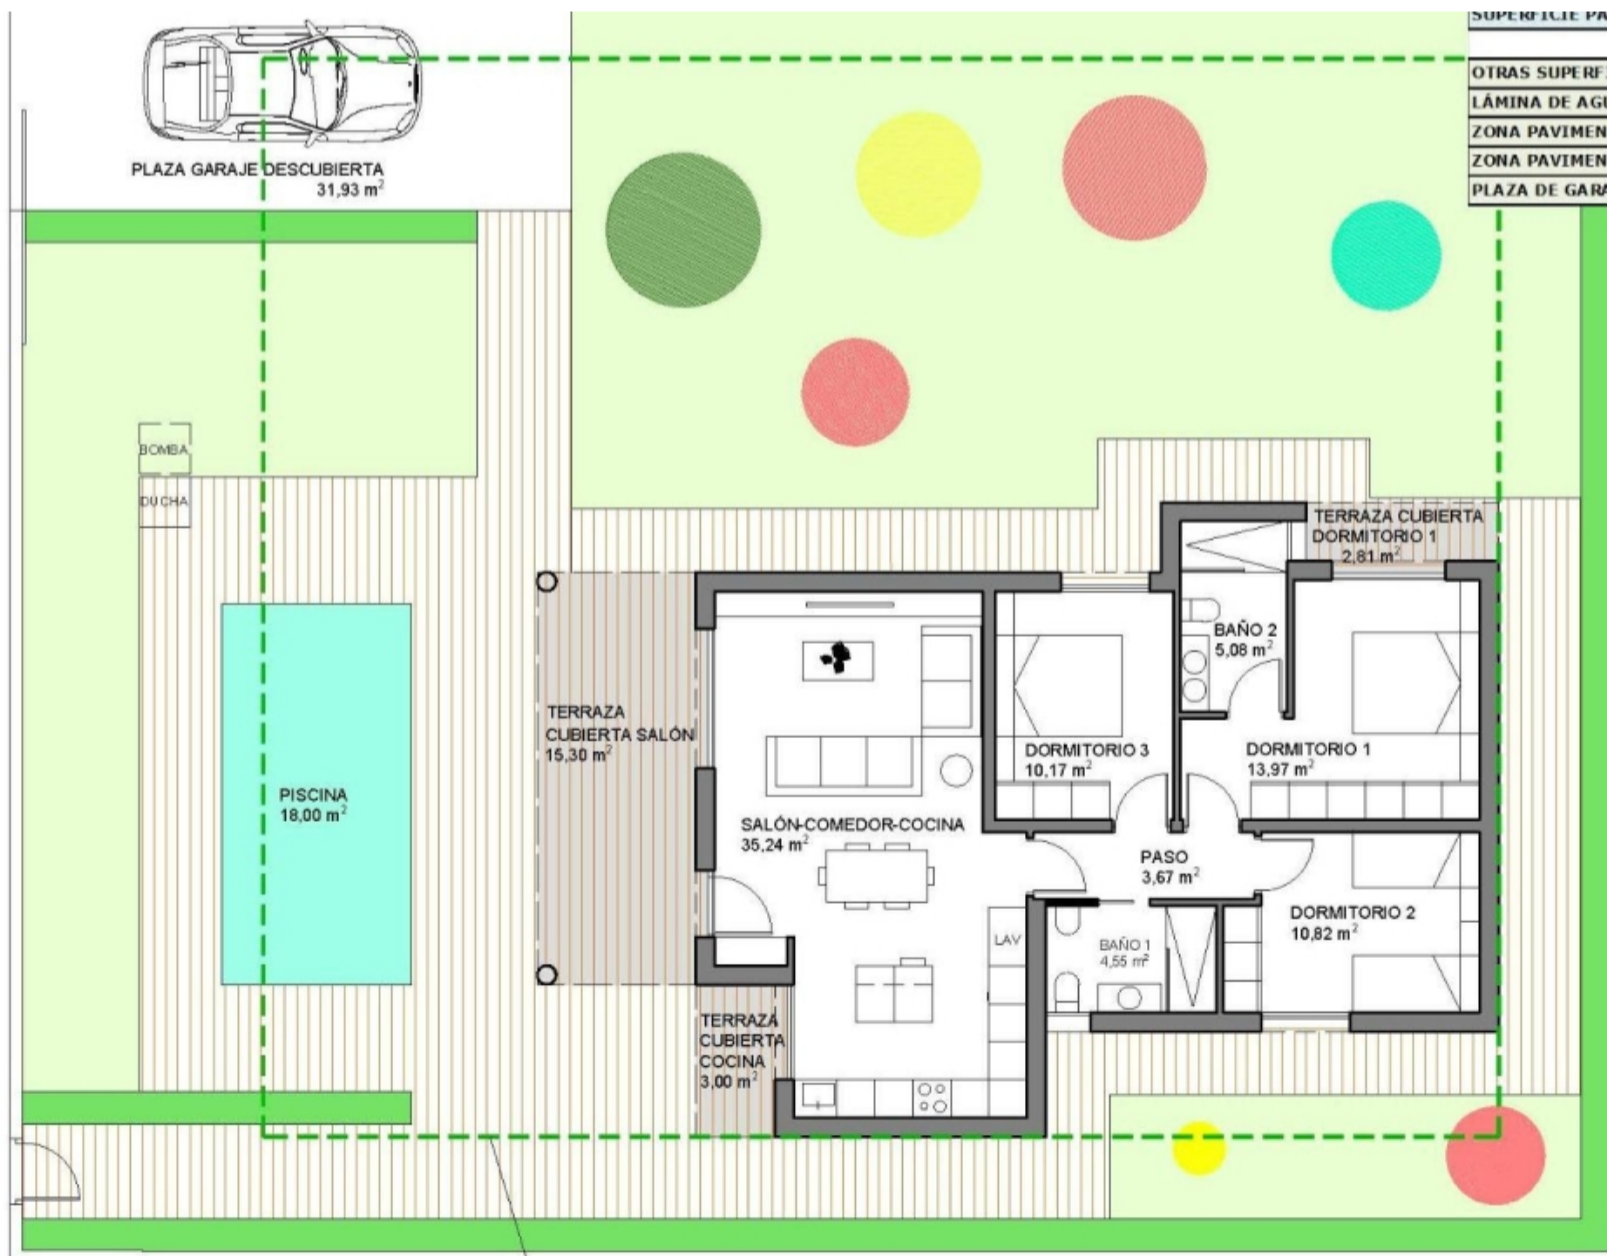 SUPERFICIE PA
OTRAS SUPERF
LÁMINA DE AGU
ZONA PAVIMEN
ZONA PAVIMEN
PLAZA DE GARA
PLAZA GARAJE DESCUBIERTA
31,93 m²
BOMBA
DUCHA
TERRAZA CUBIERTA
DORMITORIO 1
2,81 m²
BAÑO 2
5,08 m²
TERRAZA
CUBIERTA SALÓN
15,30 m²
DORMITORIO 3
10,17 m²
DORMITORIO 1
13,97 m²
PISCINA
18,00 m²
SALÓN-COMEDOR-COCINA
35,24 m²
PASO
3,67 m²
DORMITORIO 2
10,82 m²
LAV
BAÑO 1
4,55 m²
TERRAZA
CUBIERTA
COCINA
3,00 m²